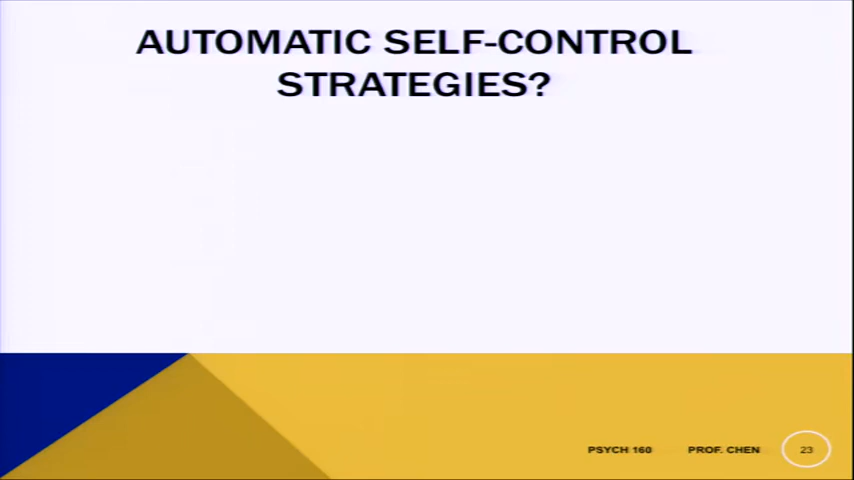 AUTOMATIC SELF-CONTROL
STRATEGIES?
PSYCH 160 PROF. CHEN 23